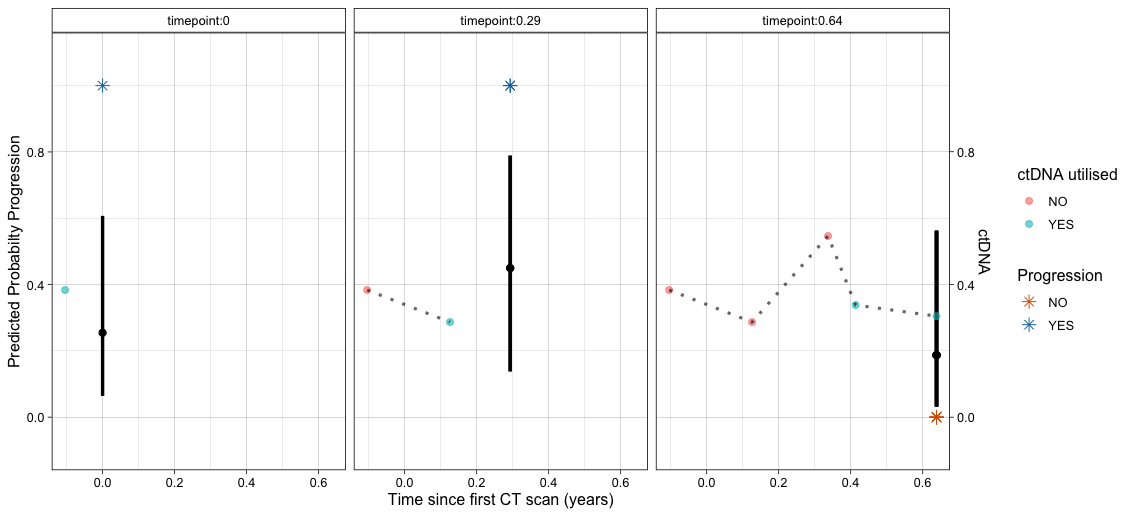 timepoint:0
timepoint:0.29
timepoint:0.64
Predicted Probabilty Progression
0.8
0.4
0.0
0.8
0.4
0.0
ctDNA
0.0 0.2 0.4 0.6
0.0 0.2 0.4 0.6
0.0 0.2 0.4 0.6
Time since first CT scan (years)
ctDNA utilised
NO
YES
Progression
NO
YES